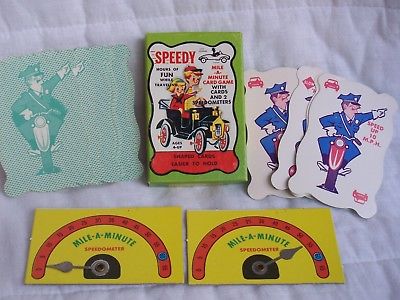 SPEEDY
HOURS OF
FUN
WHILE
TRAVEL
MILE
-A-
MINUTE
CARD GAME
WITH
CARDS
AND 2
SPEEDOMETERS
AGES
4-UP
SHAPED CARDS
EASIER TO HOLD
SPEED
UP
10
M.P.H.
MILE-A-MINUTE
SPEEDOMETER
MILE-A-MINUTE
SPEEDOMETER